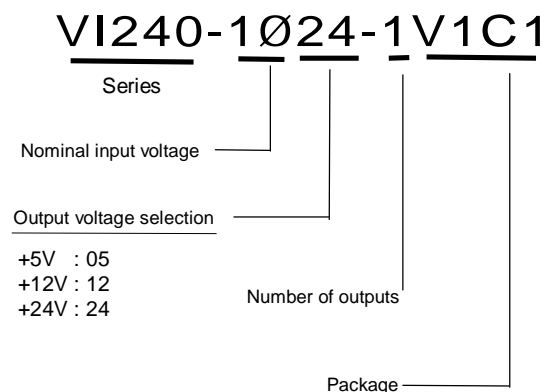 VI240-1Ø24-1V1C1
Series
Nominal input voltage
Output voltage selection
+5V : 05
+12V : 12
+24V : 24
Number of outputs
Package